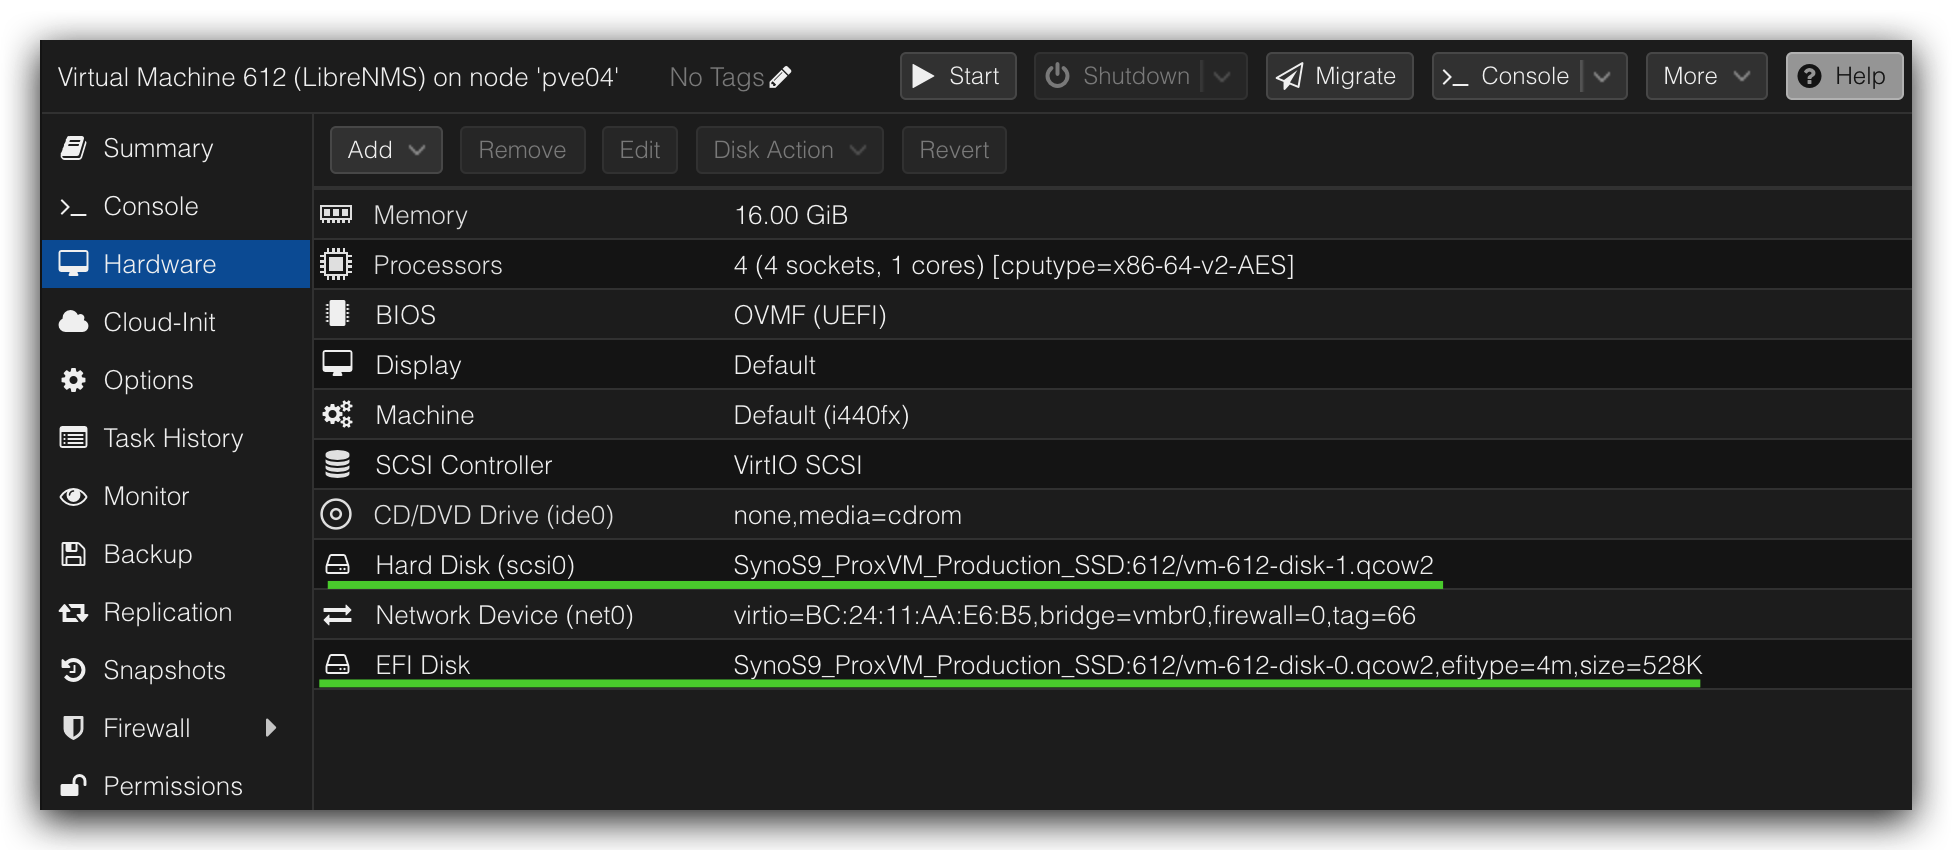 Virtual Machine 612 (LibreNMS) on node 'pve04' No Tags Start Shutdown Migrate Console More Help
Summary
Console
Hardware
Cloud-Init
Options
Task History
Monitor
Backup
Replication
Snapshots
Firewall
Permissions
Add Remove Edit Disk Action Revert
Memory 16.00 GiB
Processors 4 (4 sockets, 1 cores) [cputype=x86-64-v2-AES]
BIOS OVMF (UEFI)
Display Default
Machine Default (i440fx)
SCSI Controller VirtIO SCSI
CD/DVD Drive (ide0) none,media=cdrom
Hard Disk (scsi0) SynoS9_ProxVM_Production_SSD:612/vm-612-disk-1.qcow2
Network Device (net0) virtio=BC:24:11:AA:E6:B5,bridge=vmbr0,firewall=0,tag=66
EFI Disk SynoS9_ProxVM_Production_SSD:612/vm-612-disk-0.qcow2,efitype=4m,size=528K